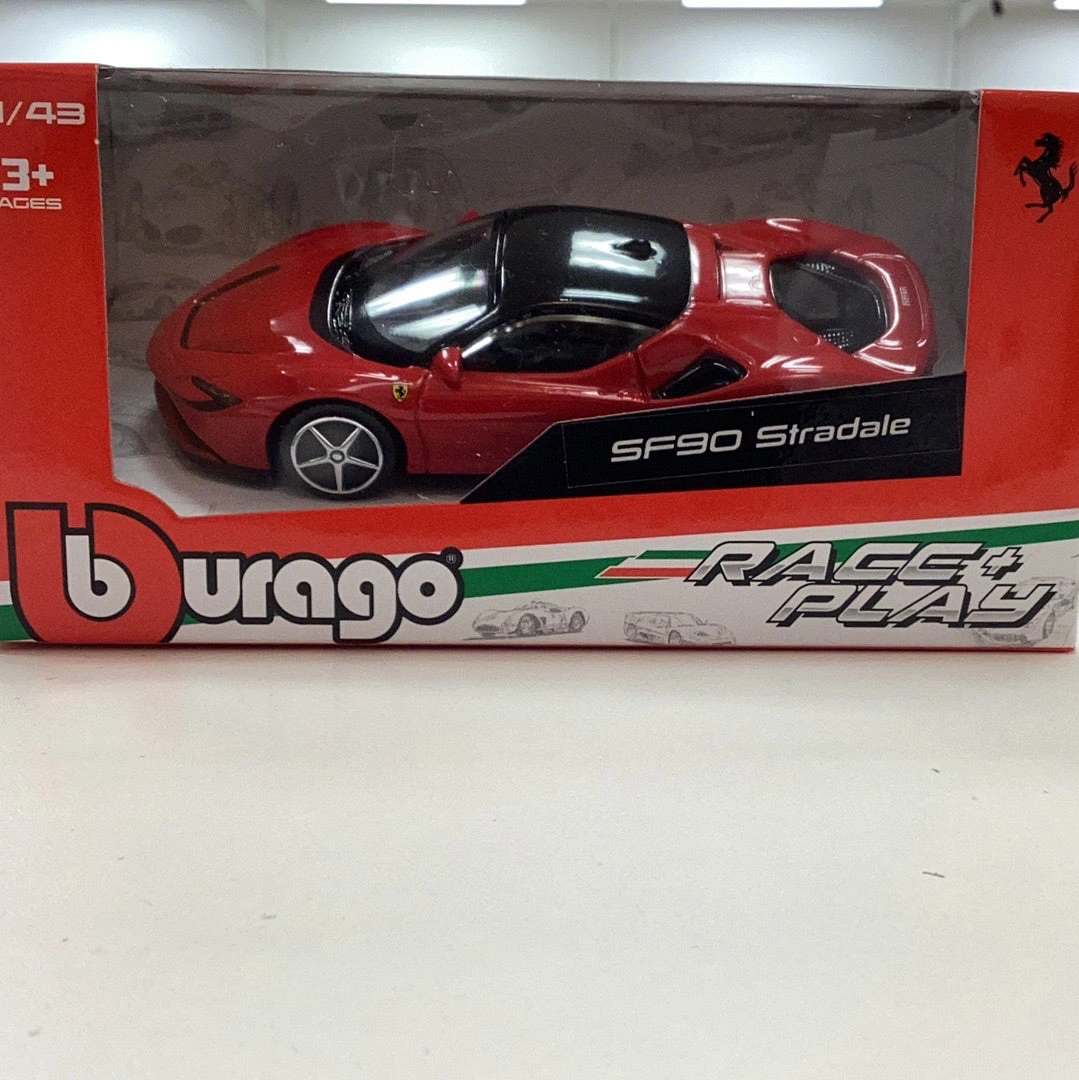 1/43
3+
AGES
SF90 Stradale
burago®
RACE+
PLAY